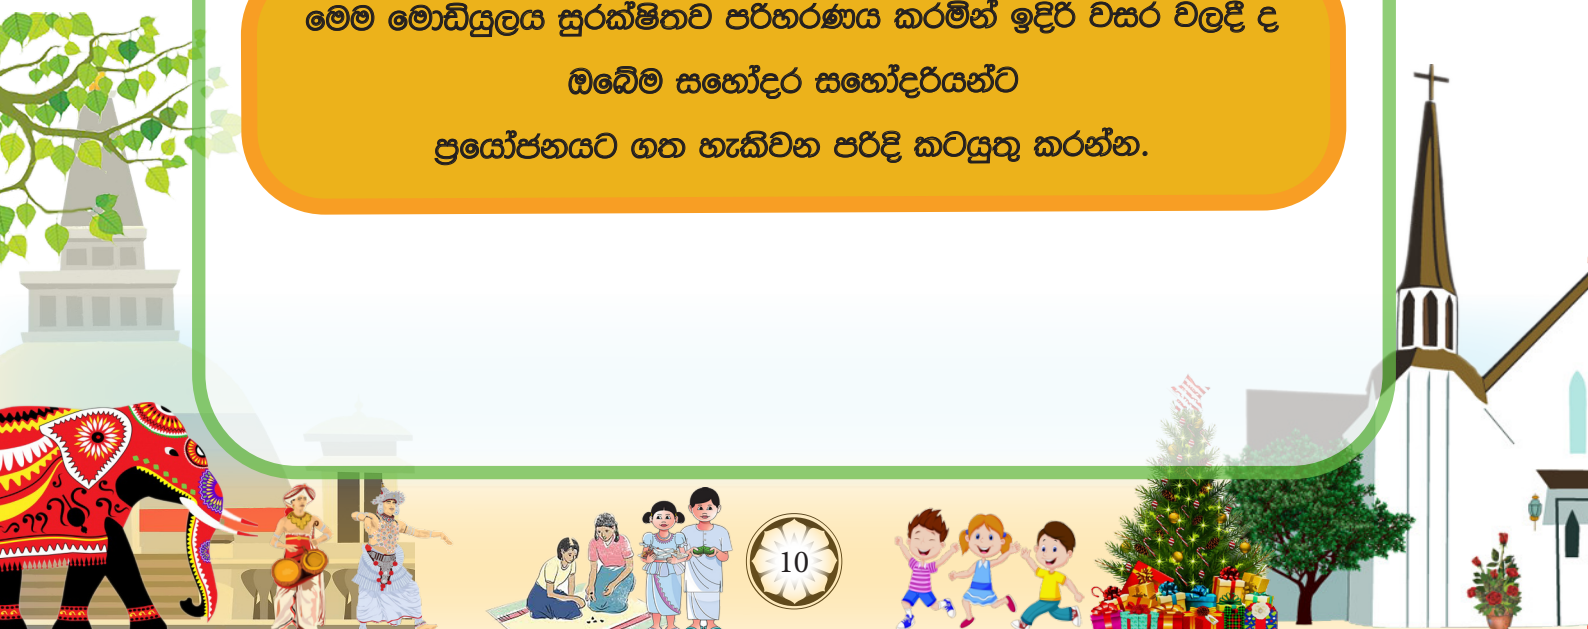 මෙම මොඩියුලය සුරක්ෂිතව පරිහරණය කරමින් ඉදිරි වසර වලදී ද
ඔබේම සහෝදර සහෝදරියන්ට
ප්‍රයෝජනයට ගත හැකිවන පරිදි කටයුතු කරන්න.
10